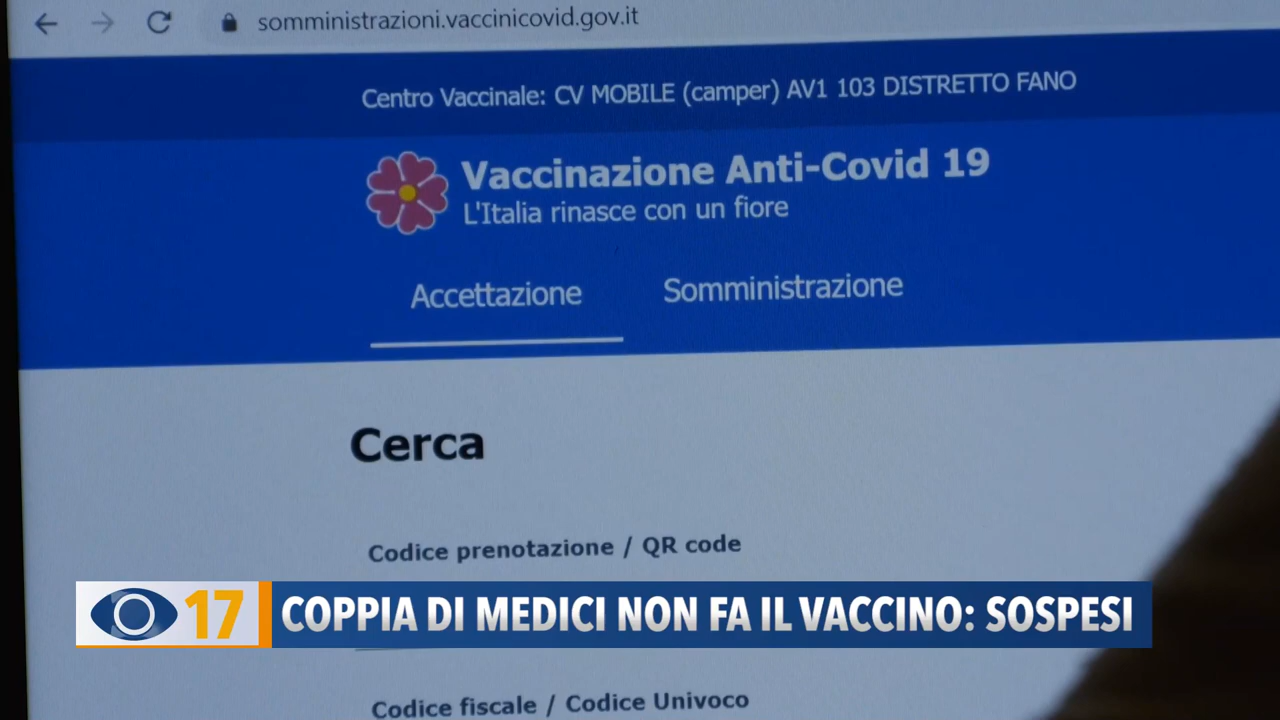 somministrazioni.vaccinicovid.gov.it
Centro Vaccinale: CV MOBILE (camper) AV1 103 DISTRETTO FANO
Vaccinazione Anti-Covid 19
L'Italia rinasce con un fiore
Accettazione Somministrazione
Cerca
Codice prenotazione / QR code
17 COPPIA DI MEDICI NON FA IL VACCINO: SOSPESI
Codice fiscale / Codice Univoco